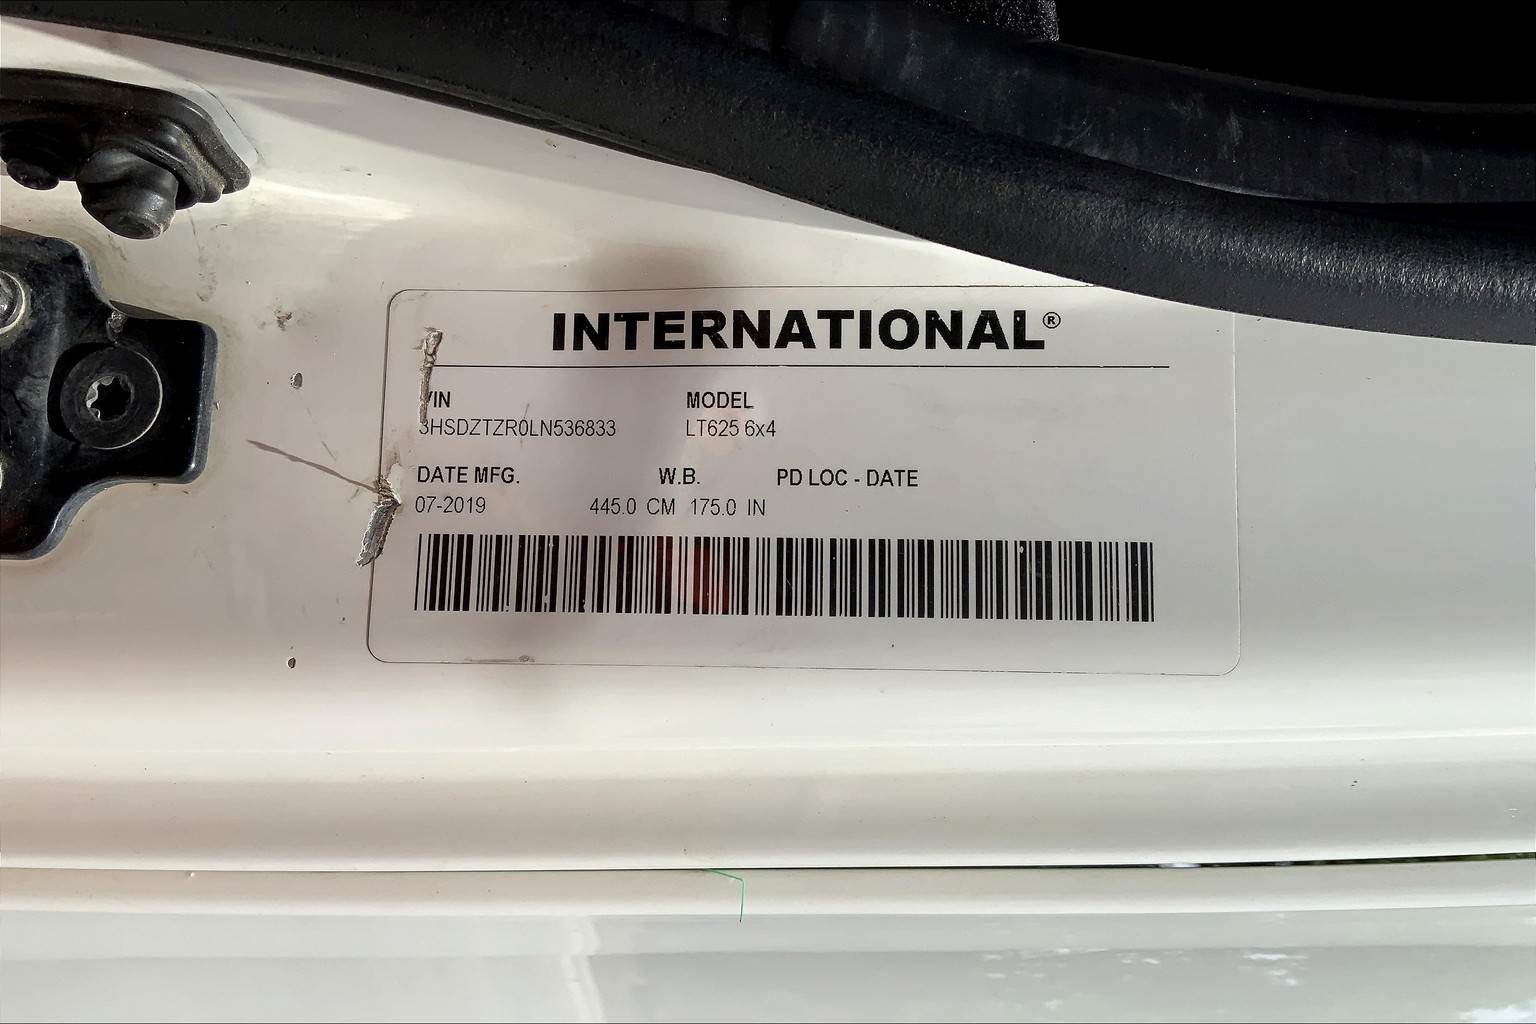 INTERNATIONAL®
VIN MODEL
3HSDZTZR0LN536833 LT625 6x4
DATE MFG. W.B. PD LOC - DATE
07-2019 445.0 CM 175.0 IN